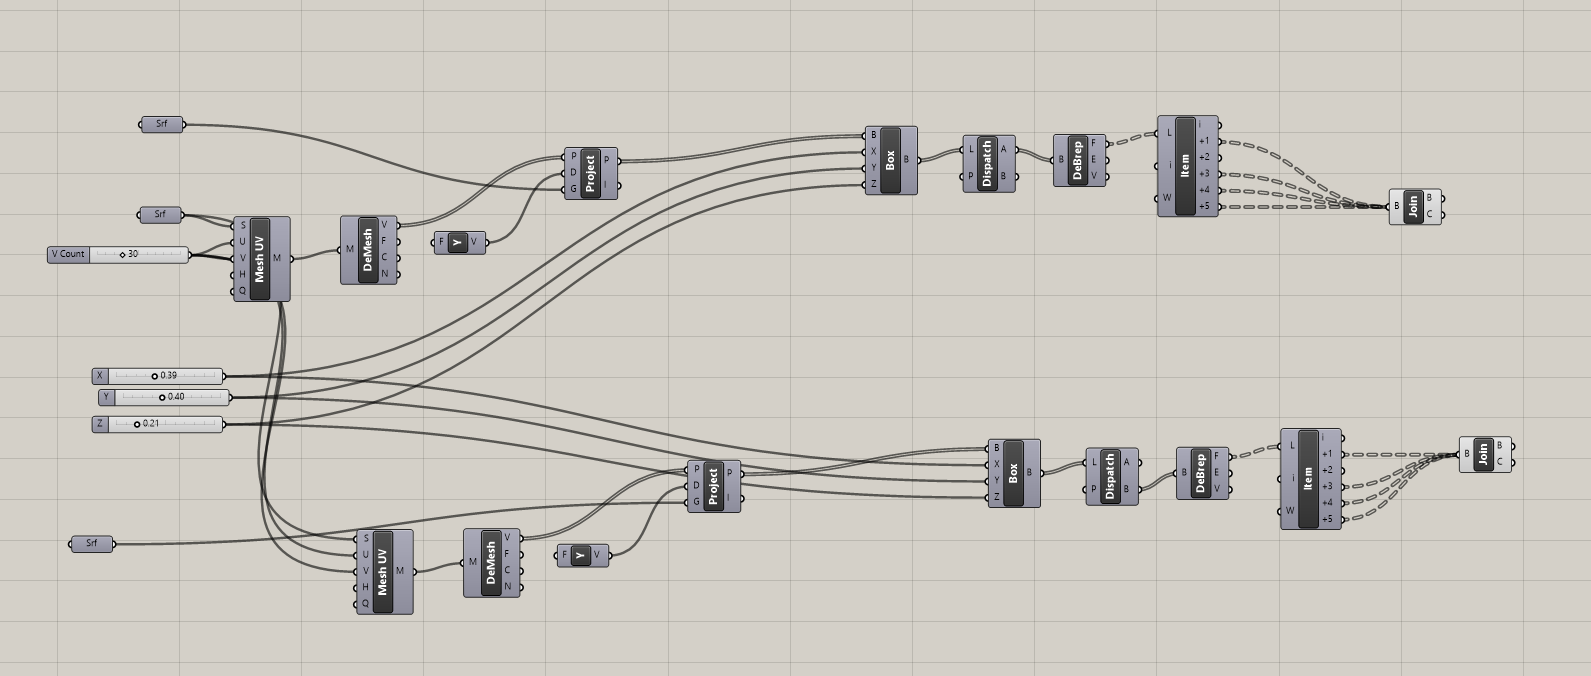 Srf
P
D
G
Project
P
I
B
X
Y
Z
Box
B
L
P
Dispatch
A
B
B
DeBrep
F
E
V
L
i
W
Item
i
+1
+2
+3
+4
+5
B
Join
B
C
Srf
V Count 30
S
U
V
H
Q
Mesh UV
M
M
DeMesh
V
F
C
N
F Y V
X 0.39
Y 0.40
Z 0.21
P
D
G
Project
P
I
B
X
Y
Z
Box
B
L
P
Dispatch
A
B
B
DeBrep
F
E
V
L
i
W
Item
i
+1
+2
+3
+4
+5
B
Join
B
C
Srf
S
U
V
H
Q
Mesh UV
M
M
DeMesh
V
F
C
N
F Y V